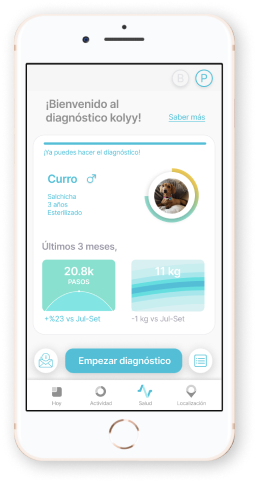 B P
¡Bienvenido al
diagnóstico kolyy!
Saber más
¡Ya puedes hacer el diagnóstico!
Curro
Salchicha
3 años
Esterilizado
Últimos 3 meses,
20.8k
PASOS
11 kg
+%23 vs Jul-Set
-1 kg vs Jul-Set
Empezar diagnóstico
Hoy
Actividad
Salud
Localización